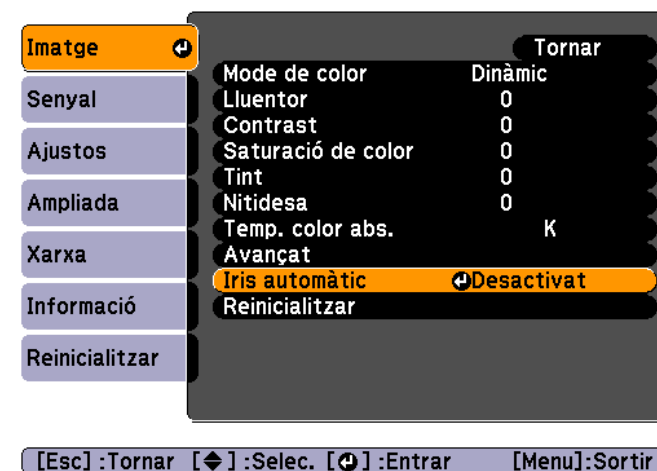 Imatge
Senyal
Ajustos
Ampliada
Xarxa
Informació
Reinicialitzar
Tornar
Mode de color Dinàmic
Lluentor 0
Contrast 0
Saturació de color 0
Tint 0
Nitidesa 0
Temp. color abs. K
Avançat
Iris automàtic Desactivat
Reinicialitzar
[Esc] :Tornar [◆] :Selec. [↵] :Entrar [Menu]:Sortir